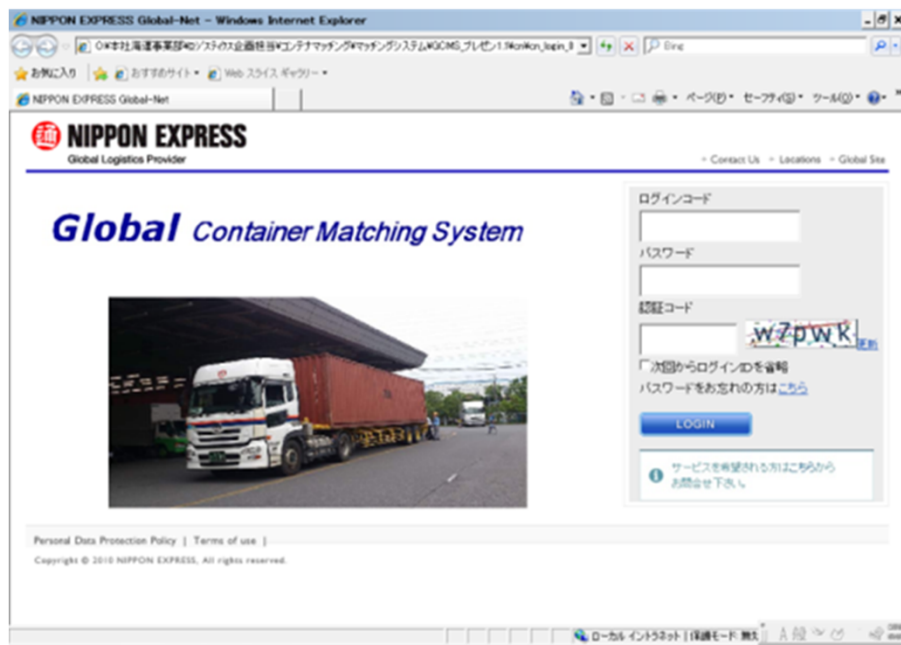 NIPPON EXPRESS Global-Net - Windows Internet Explorer
Bing
お気に入り おすすめサイト Web スライス ギャラリー
NIPPON EXPRESS Global-Net
ページ(P) セーフティ(S) ツール(O)
通 NIPPON EXPRESS
Global Logistics Provider
Contact Us Locations Global Site
Global Container Matching System
ログインコード
パスワード
認証コード
w7pwk 更新
次回からログインIDを省略
パスワードをお忘れの方はこちら
LOGIN
サービスを希望される方はこちらから
お問合せ下さい。
Personal Data Protection Policy | Terms of use |
Copyright © 2010 NIPPON EXPRESS, All rights reserved.
ローカル イントラネット | 保護モード: 無効